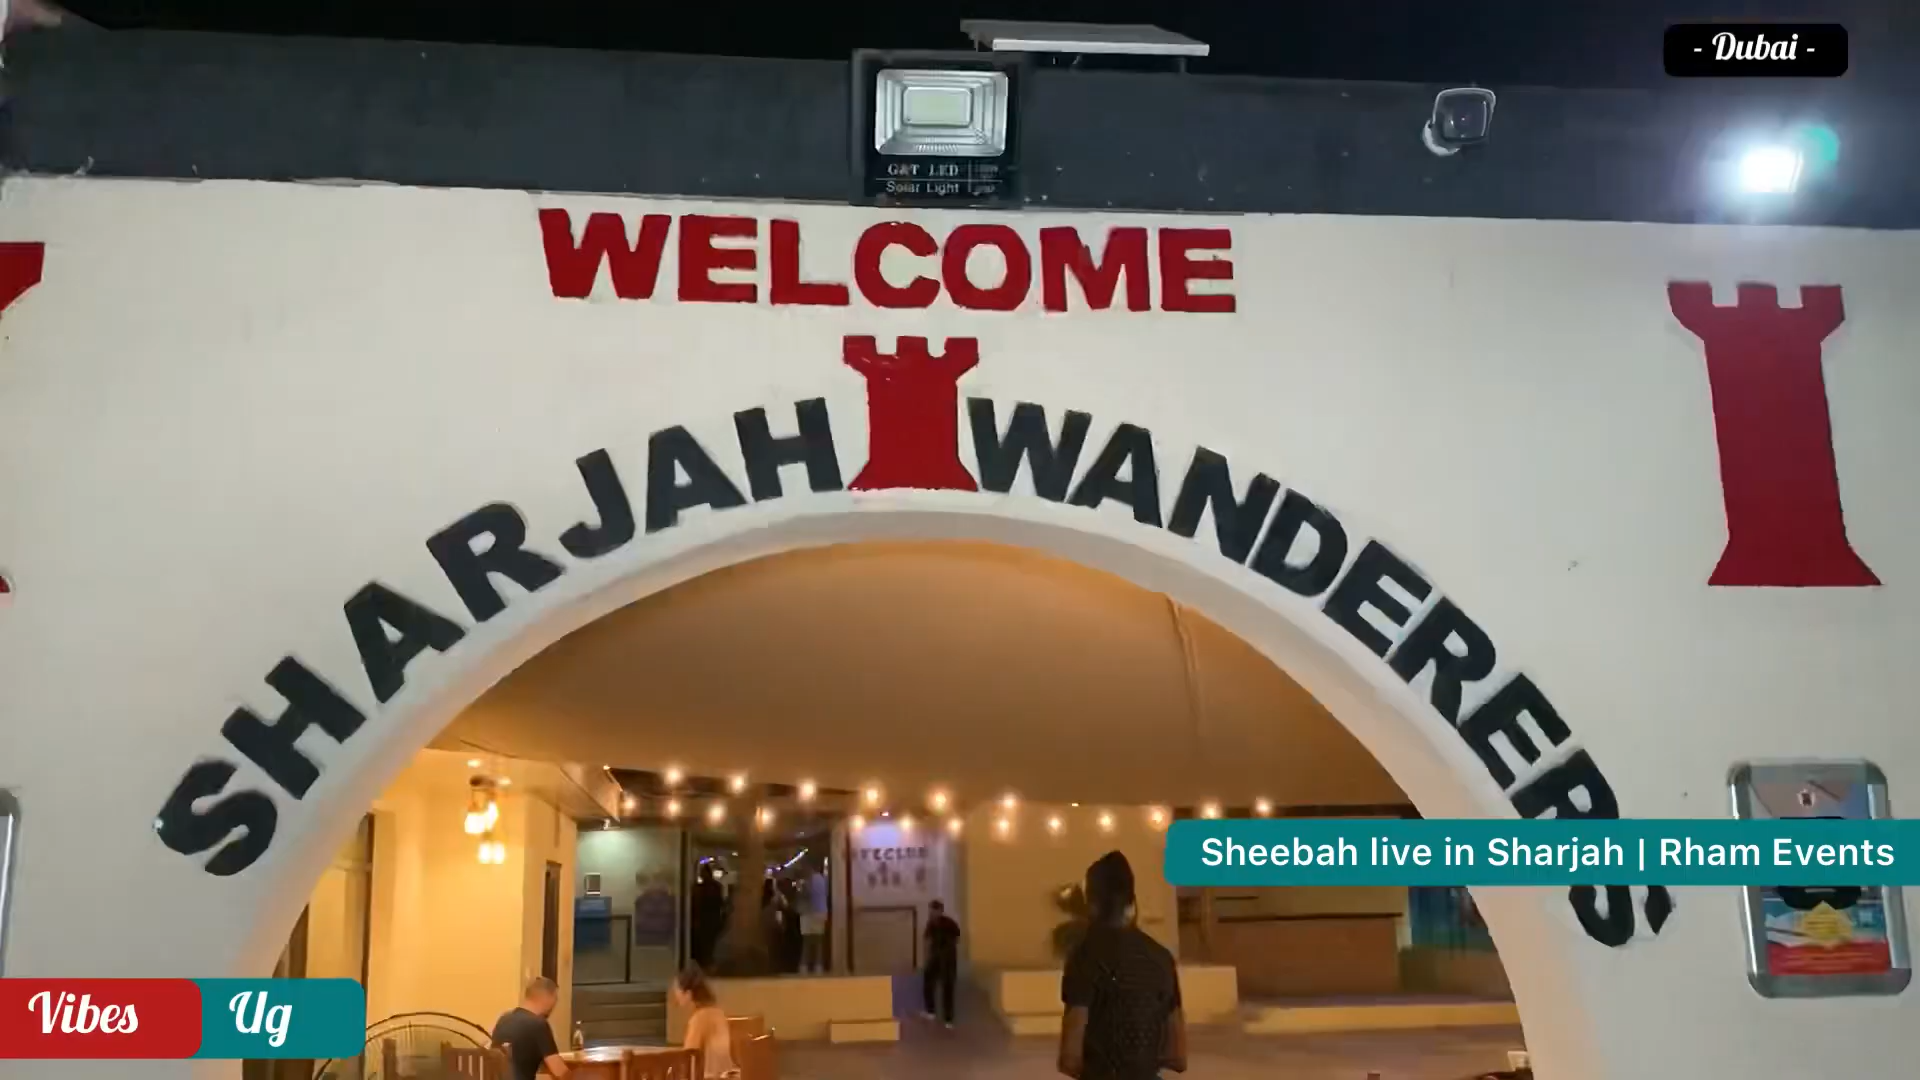 - Dubai -
G&T LED
Solar Light
WELCOME
SHARJAH WANDERERS
Sheebah live in Sharjah | Rham Events
Vibes Ug